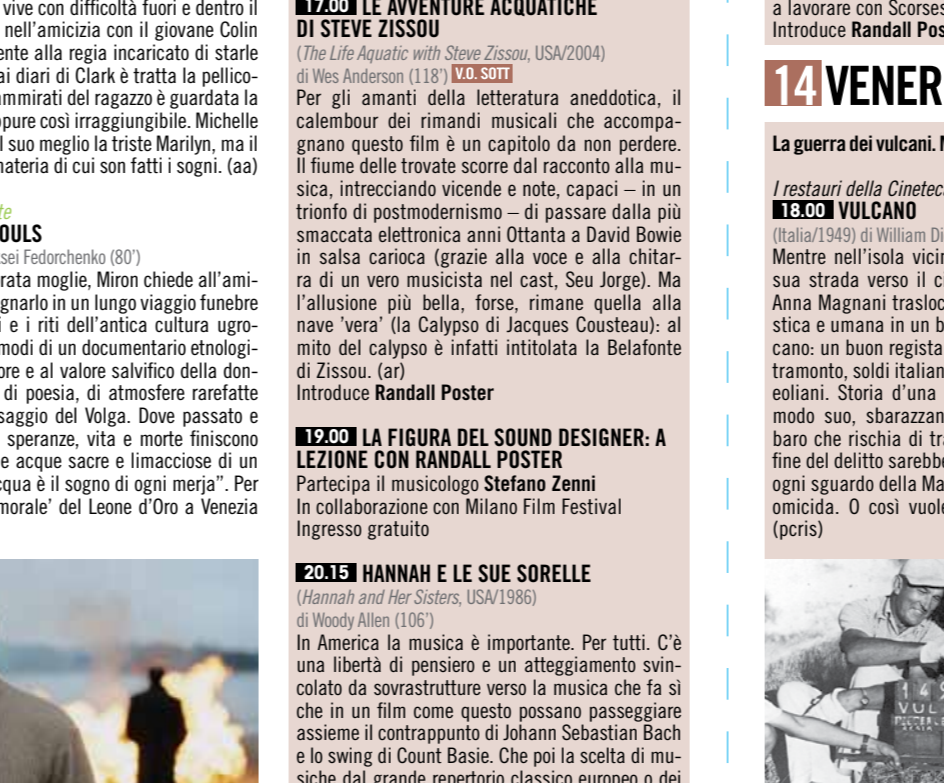 vive con difficoltà fuori e dentro il
nell'amicizia con il giovane Colin
ente alla regia incaricato di starle
ai diari di Clark è tratta la pellico-
ammirati del ragazzo è guardata la
ppure così irraggiungibile. Michelle
l suo meglio la triste Marilyn, ma il
materia di cui son fatti i sogni. (aa)
te
OULS
sei Fedorchenko (80')
rata moglie, Miron chiede all'ami-
gnarlo in un lungo viaggio funebre
i e i riti dell'antica cultura ugro-
modi di un documentario etnologi-
ore e al valore salvifico della don-
di poesia, di atmosfere rarefatte
saggio del Volga. Dove passato e
speranze, vita e morte finiscono
e acque sacre e limacciose di un
cqua è il sogno di ogni merja”. Per
morale' del Leone d'Oro a Venezia
17.00 LE AVVENTURE ACQUATICHE
DI STEVE ZISSOU
(The Life Aquatic with Steve Zissou, USA/2004)
di Wes Anderson (118') V.O. SOTT
Per gli amanti della letteratura aneddotica, il
calembour dei rimandi musicali che accompa-
gnano questo film è un capitolo da non perdere.
Il fiume delle trovate scorre dal racconto alla mu-
sica, intrecciando vicende e note, capaci – in un
trionfo di postmodernismo – di passare dalla più
smaccata elettronica anni Ottanta a David Bowie
in salsa carioca (grazie alla voce e alla chitar-
ra di un vero musicista nel cast, Seu Jorge). Ma
l'allusione più bella, forse, rimane quella alla
nave 'vera' (la Calypso di Jacques Cousteau): al
mito del calypso è infatti intitolata la Belafonte
di Zissou. (ar)
Introduce Randall Poster
19.00 LA FIGURA DEL SOUND DESIGNER: A
LEZIONE CON RANDALL POSTER
Partecipa il musicologo Stefano Zenni
In collaborazione con Milano Film Festival
Ingresso gratuito
20.15 HANNAH E LE SUE SORELLE
(Hannah and Her Sisters, USA/1986)
di Woody Allen (106')
In America la musica è importante. Per tutti. C'è
una libertà di pensiero e un atteggiamento svin-
colato da sovrastrutture verso la musica che fa sì
che in un film come questo possano passeggiare
assieme il contrappunto di Johann Sebastian Bach
e lo swing di Count Basie. Che poi la scelta di mu-
siche dal grande repertorio classico europeo o dei
a lavorare con Scorses
Introduce Randall Pos
14 VENER
La guerra dei vulcani. M
I restauri della Cinetec
18.00 VULCANO
(Italia/1949) di William Di
Mentre nell'isola vicin
sua strada verso il c
Anna Magnani trasloc
stica e umana in un b
cano: un buon regista
tramonto, soldi italian
eoliani. Storia d'una
modo suo, sbarazzan
baro che rischia di tra
fine del delitto sarebbe
ogni sguardo della Ma
omicida. O così vuole
(pcris)